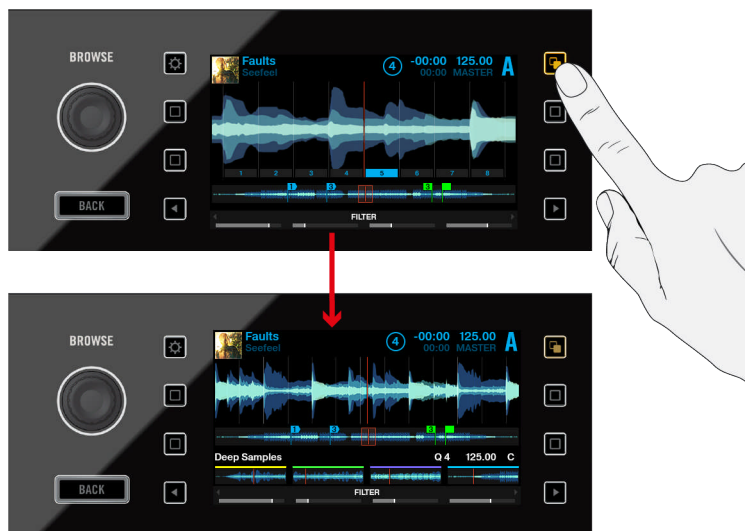 BROWSE
Faults
Seefeel
4
-00:00 125.00
00:00 MASTER
A
1 2 3 4 5 6 7 8
1 3 3
BACK
FILTER
BROWSE
Faults
Seefeel
4
-00:00 125.00
00:00 MASTER
A
1 3 3
Deep Samples Q 4 125.00 C
BACK
FILTER